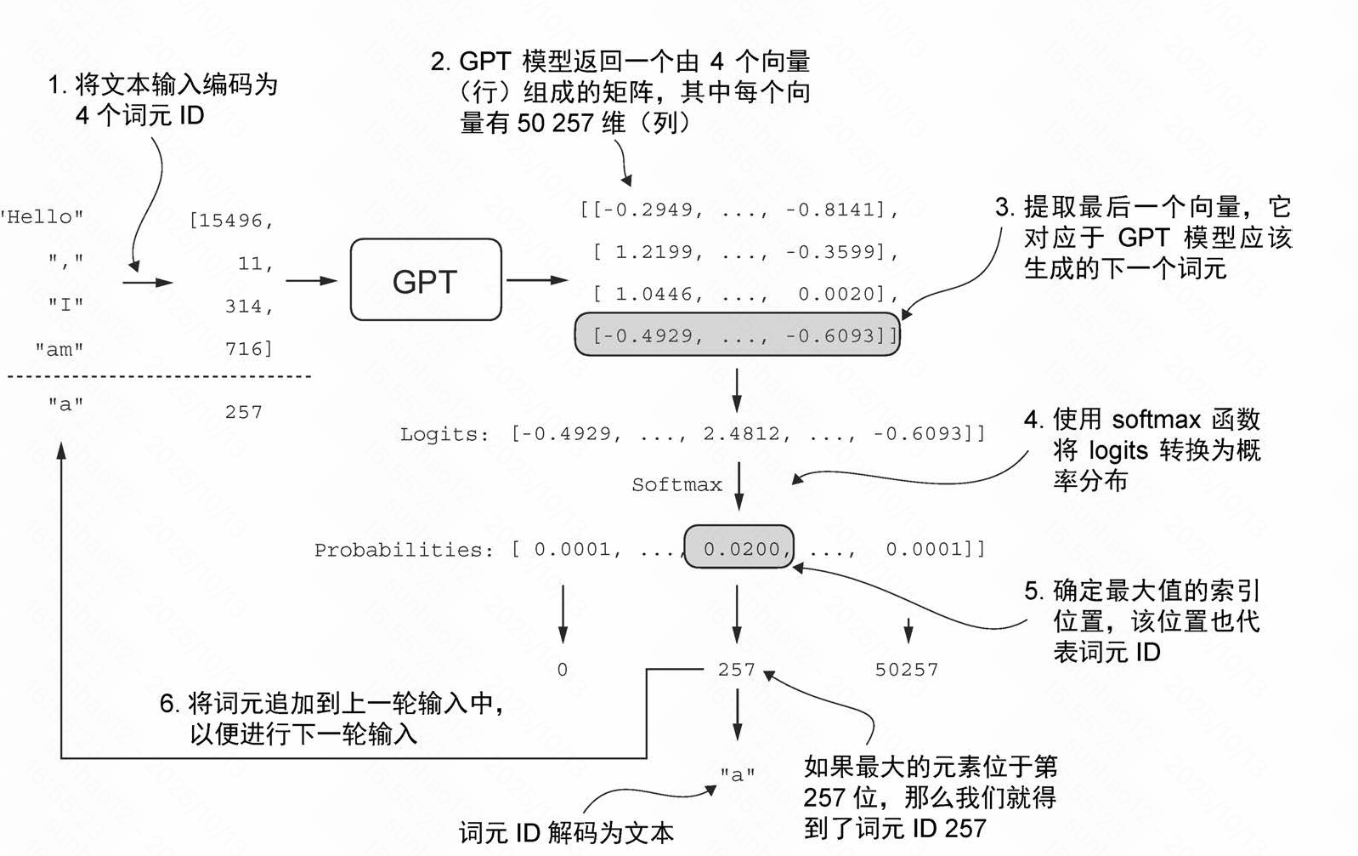 1. 将文本输入编码为
4 个词元 ID
2. GPT 模型返回一个由 4 个向量
（行）组成的矩阵，其中每个向
量有 50 257 维（列）
"Hello"
[15496,
","
11,
"I"
314,
"am"
716]
"a"
257
GPT
[[-0.2949, ..., -0.8141],
[ 1.2199, ..., -0.3599],
[ 1.0446, ..., 0.0020],
[-0.4929, ..., -0.6093]]
3. 提取最后一个向量，它
对应于 GPT 模型应该
生成的下一个词元
Logits: [-0.4929, ..., 2.4812, ..., -0.6093]]
4. 使用 softmax 函数
将 logits 转换为概
率分布
Softmax
Probabilities: [ 0.0001, ..., 0.0200, ..., 0.0001]]
5. 确定最大值的索引
位置，该位置也代
表词元 ID
0
257
50257
6. 将词元追加到上一轮输入中，
以便进行下一轮输入
"a"
如果最大的元素位于第
257 位，那么我们就得
到了词元 ID 257
词元 ID 解码为文本